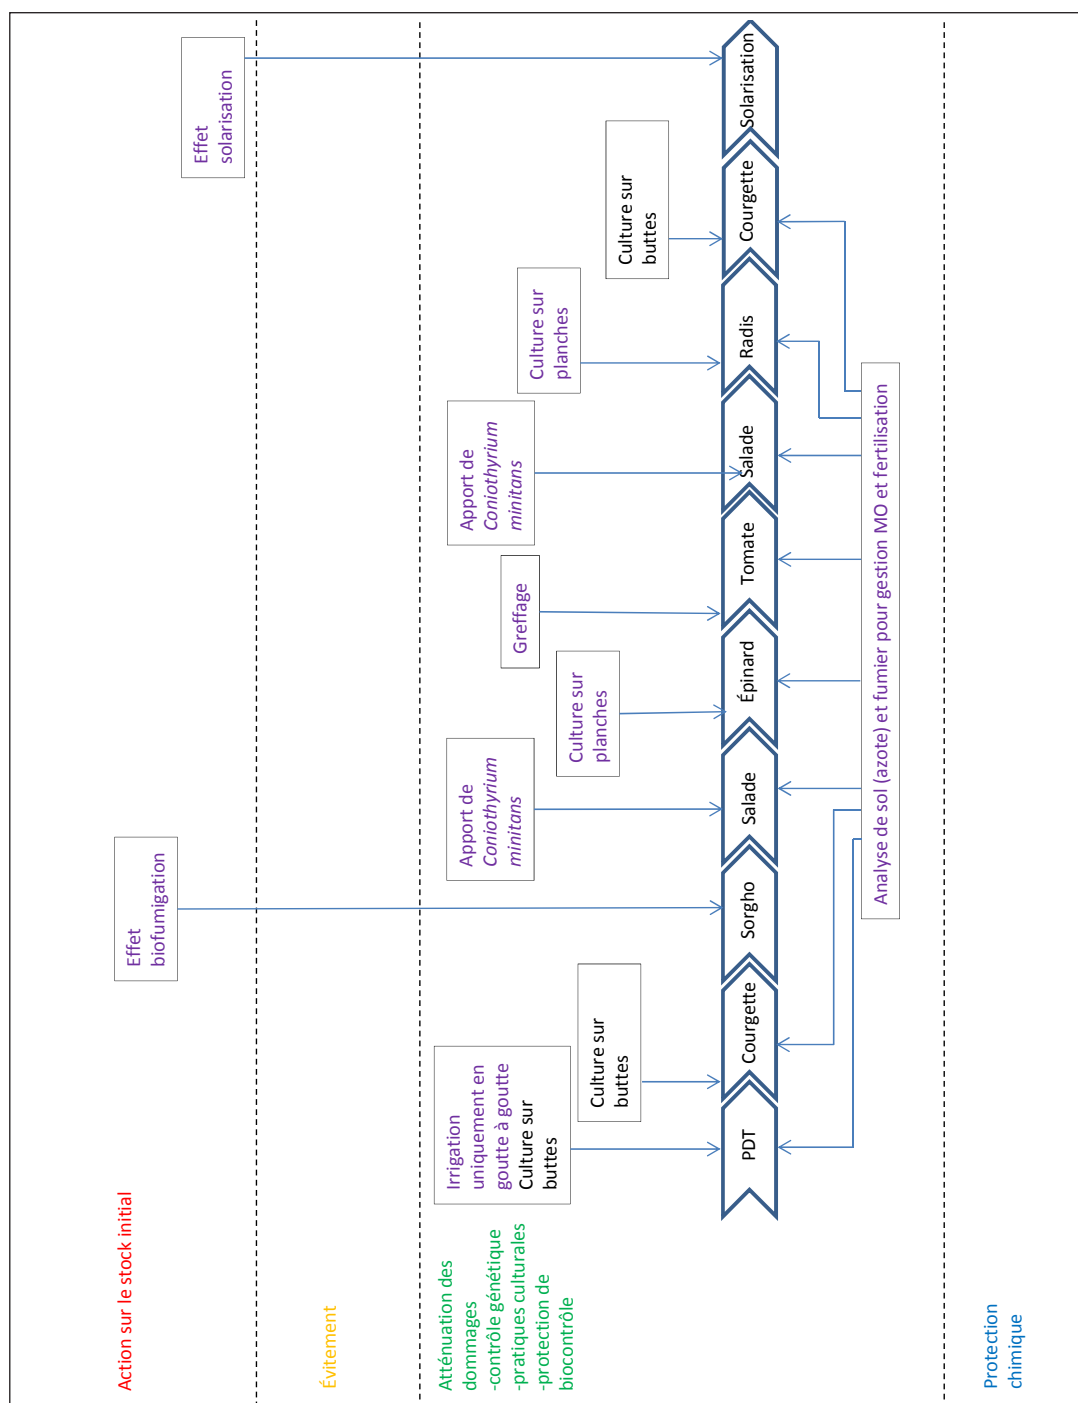 Action sur le stock initial
Effet
biofumigation
Effet
solarisation
Évitement
Atténuation des
dommages
-contrôle génétique
-pratiques culturales
-protection de
biocontrôle
Irrigation
uniquement en
goutte à goutte
Culture sur
buttes
Culture sur
buttes
Apport de
Coniothyrium
minitans
Culture sur
planches
Greffage
Apport de
Coniothyrium
minitans
Culture sur
planches
Culture sur
buttes
PDT
Courgette
Sorgho
Salade
Épinard
Tomate
Salade
Radis
Courgette
Solarisation
Analyse de sol (azote) et fumier pour gestion MO et fertilisation
Protection
chimique